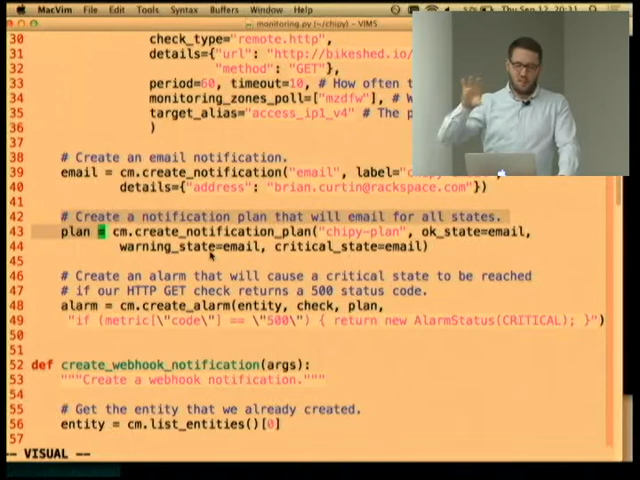 MacVim File Edit Tools Syntax Buffers Window Help Thu Sep 12, 20:31
monitoring.py (~/chipy) - VIM5
30 check_type="remote.http",
31 details={"url": "http://bikeshed.io/
32 "method": "GET"},
33 period=60, timeout=10, # How often t
34 monitoring_zones_poll=["mzdfw"], # W
35 target_alias="access_ip1_v4" # The p
36 )
37
38 # Create an email notification.
39 email = cm.create_notification("email", label=
40 details={"address": "brian.curtin@rackspace.com"})
41
42 # Create a notification plan that will email for all states.
43 plan = cm.create_notification_plan("chipy-plan", ok_state=email,
44 warning_state=email, critical_state=email)
45
46 # Create an alarm that will cause a critical state to be reached
47 # if our HTTP GET check returns a 500 status code.
48 alarm = cm.create_alarm(entity, check, plan,
49 "if (metric[\"code\"] == \"500\") { return new AlarmStatus(CRITICAL); }")
50
51
52 def create_webhook_notification(args):
53 """Create a webhook notification."""
54
55 # Get the entity that we already created.
56 entity = cm.list_entities()[0]
57
-- VISUAL --